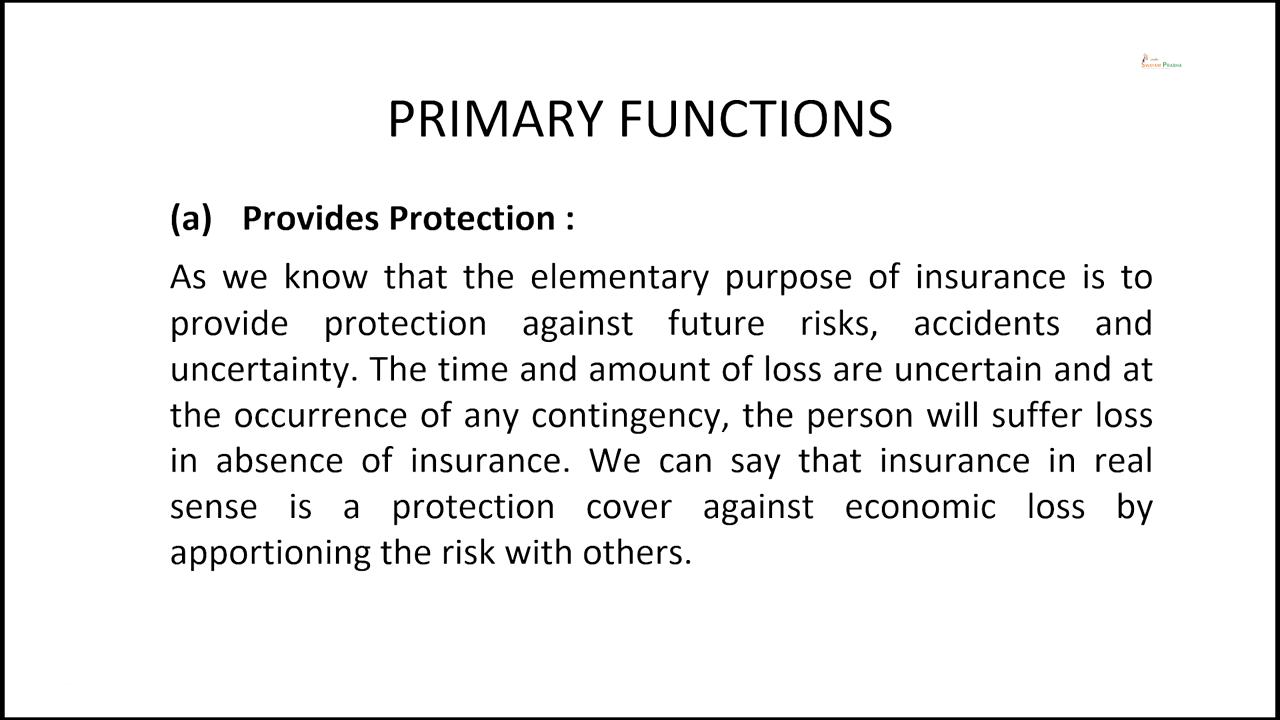 SWAYAM PRABHA
PRIMARY FUNCTIONS
(a) Provides Protection :
As we know that the elementary purpose of insurance is to
provide protection against future risks, accidents and
uncertainty. The time and amount of loss are uncertain and at
the occurrence of any contingency, the person will suffer loss
in absence of insurance. We can say that insurance in real
sense is a protection cover against economic loss by
apportioning the risk with others.